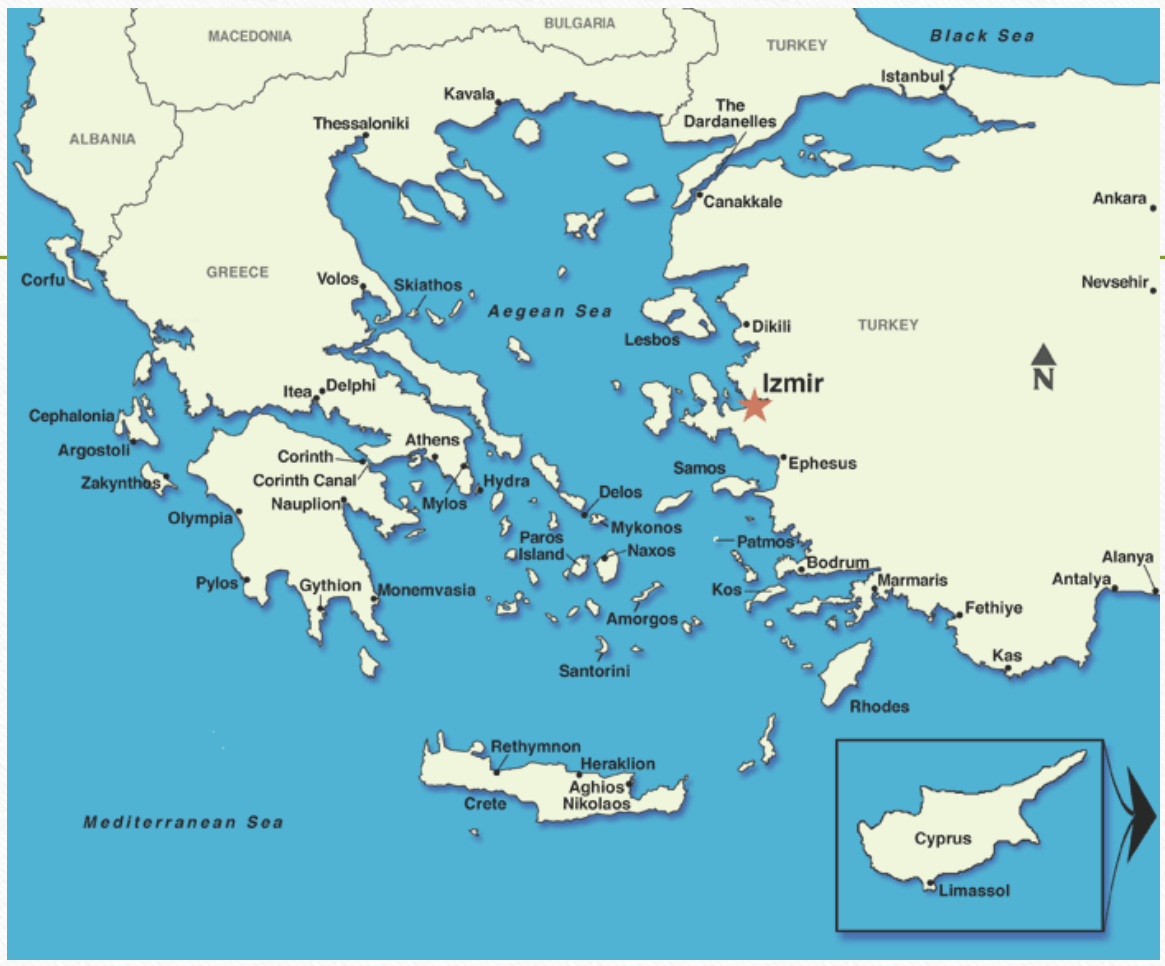 BULGARIA
MACEDONIA
Black Sea
TURKEY
Istanbul
Kavala
The
Dardanelles
Thessaloniki
ALBANIA
Ankara
Canakkale
GREECE
Corfu
Volos
Skiathos
Nevsehir
Aegean Sea
Dikili
TURKEY
Lesbos
N
Izmir
Delphi
Itea
Cephalonia
Athens
Argostoli
Corinth
Ephesus
Samos
Corinth Canal
Zakynthos
Hydra
Delos
Nauplion
Mylos
Olympia
Mykonos
Paros
Island
Patmos
Naxos
Alanya
Bodrum
Antalya
Pylos
Gythion
Monemvasia
Kos
Marmaris
Fethiye
Amorgos
Kas
Santorini
Rhodes
Rethymnon
Heraklion
Aghios
Nikolaos
Crete
Mediterranean Sea
Cyprus
Limassol